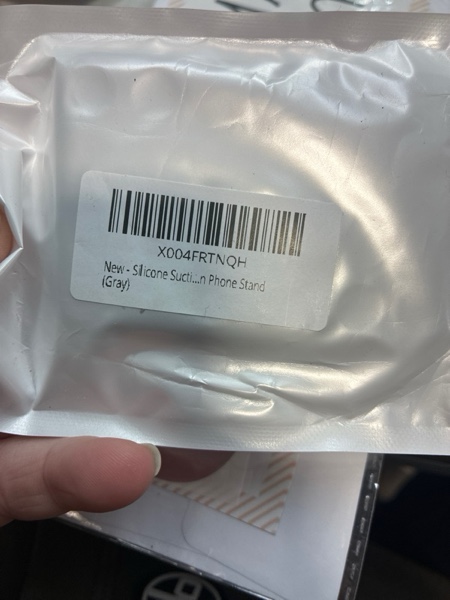 X004FRTNQH
New - Silicone Sucti...n Phone Stand
(Gray)